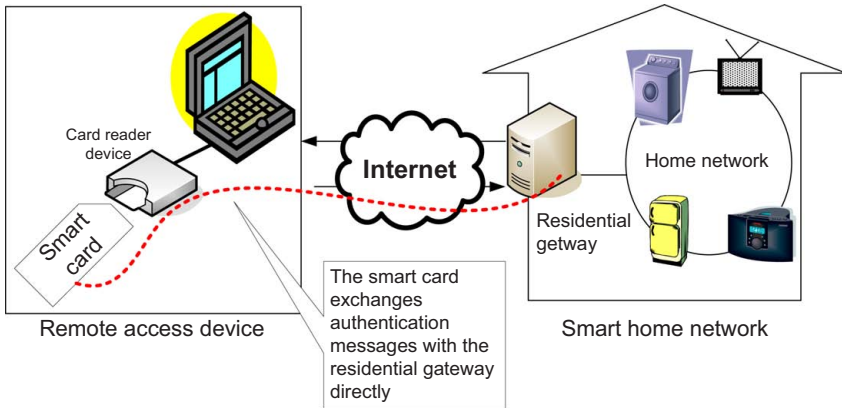 Card reader
device
Smart
card
Internet
Home network
Residential
getway
The smart card
exchanges
authentication
messages with the
residential gateway
directly
Remote access device
Smart home network